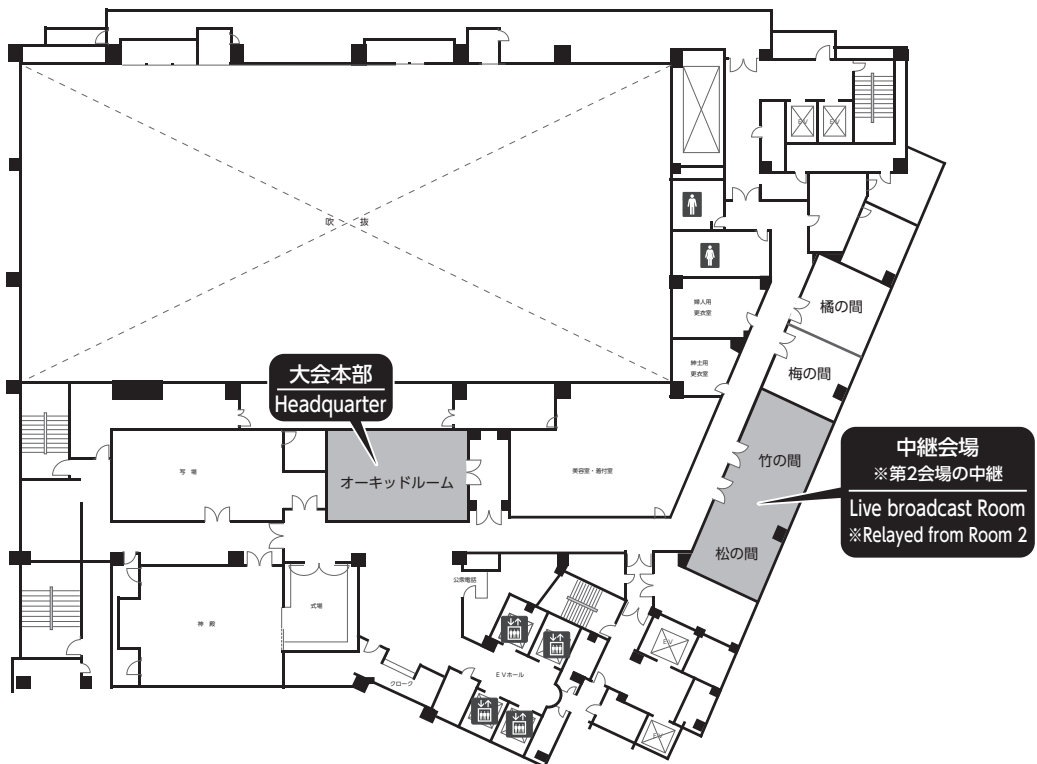 吹 抜
婦人用
更衣室
紳士用
更衣室
橘の間
梅の間
大会本部
Headquarter
写 場
オーキッドルーム
美容室・着付室
竹の間
松の間
中継会場
※第2会場の中継
Live broadcast Room
※Relayed from Room 2
公衆電話
式場
神 殿
クローク
EVホール
EV
EV
EV
EV